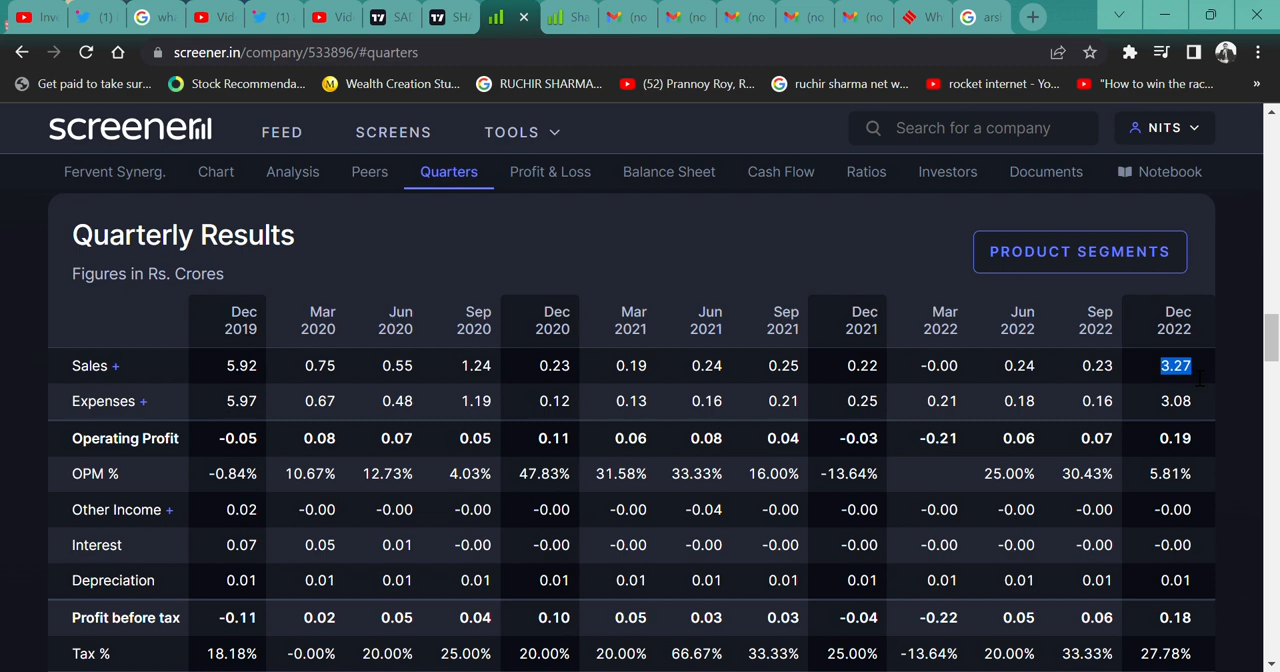 Inv
(1)
wha
Vid
(1)
Vid
SAD
SHA
Sha
(no
(no
(no
(no
(no
Wh
arsh
screener.in/company/533896/#quarters
Get paid to take sur... Stock Recommenda... Wealth Creation Stu... RUCHIR SHARMA... (52) Prannoy Roy, R... ruchir sharma net w... rocket internet - Yo... "How to win the rac... »
screener FEED SCREENS TOOLS Search for a company NITS
Fervent Synerg. Chart Analysis Peers Quarters Profit & Loss Balance Sheet Cash Flow Ratios Investors Documents Notebook
Quarterly Results
PRODUCT SEGMENTS
Figures in Rs. Crores
Dec Mar Jun Sep Dec Mar Jun Sep Dec Mar Jun Sep Dec
2019 2020 2020 2020 2020 2021 2021 2021 2021 2022 2022 2022 2022
Sales + 5.92 0.75 0.55 1.24 0.23 0.19 0.24 0.25 0.22 -0.00 0.24 0.23 3.27
Expenses + 5.97 0.67 0.48 1.19 0.12 0.13 0.16 0.21 0.25 0.21 0.18 0.16 3.08
Operating Profit -0.05 0.08 0.07 0.05 0.11 0.06 0.08 0.04 -0.03 -0.21 0.06 0.07 0.19
OPM % -0.84% 10.67% 12.73% 4.03% 47.83% 31.58% 33.33% 16.00% -13.64% 25.00% 30.43% 5.81%
Other Income + 0.02 -0.00 -0.00 -0.00 -0.00 -0.00 -0.04 -0.00 -0.00 -0.00 -0.00 -0.00 -0.00
Interest 0.07 0.05 0.01 -0.00 -0.00 -0.00 -0.00 -0.00 -0.00 -0.00 -0.00 -0.00 -0.00
Depreciation 0.01 0.01 0.01 0.01 0.01 0.01 0.01 0.01 0.01 0.01 0.01 0.01 0.01
Profit before tax -0.11 0.02 0.05 0.04 0.10 0.05 0.03 0.03 -0.04 -0.22 0.05 0.06 0.18
Tax % 18.18% -0.00% 20.00% 25.00% 20.00% 20.00% 66.67% 33.33% 25.00% -13.64% 20.00% 33.33% 27.78%